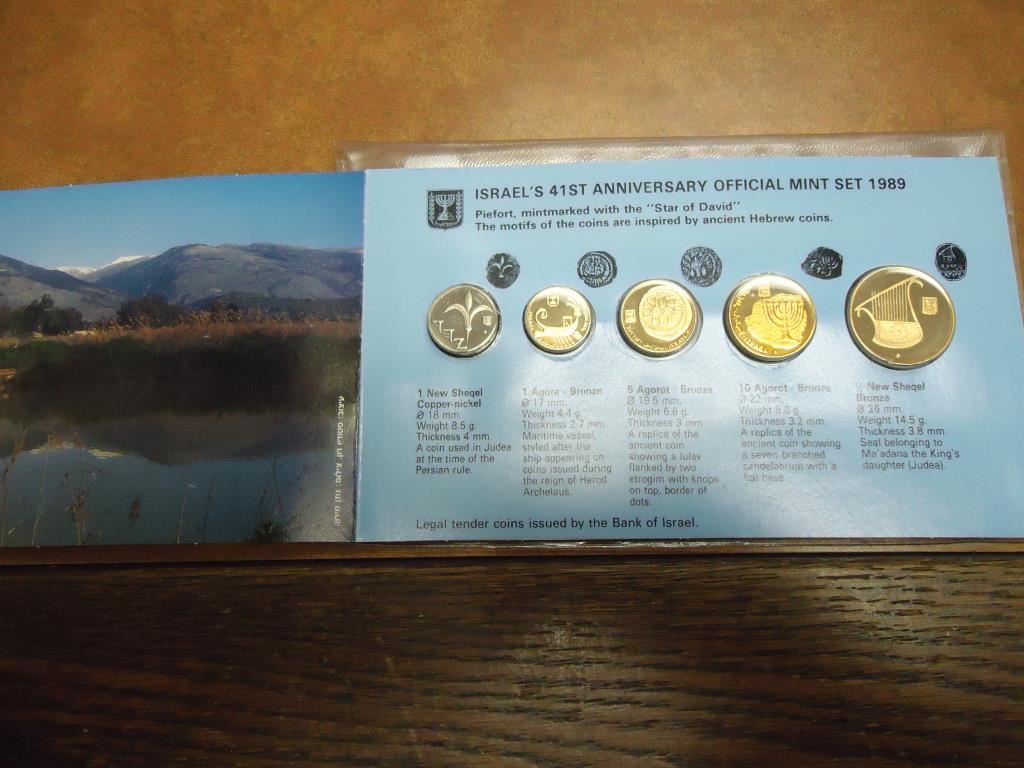 ISRAEL'S 41ST ANNIVERSARY OFFICIAL MINT SET 1989
Piefort, mintmarked with the "Star of David"
The motifs of the coins are inspired by ancient Hebrew coins.
1 New Sheqel
Copper-nickel
Ø 18 mm.
Weight 8.5 g.
Thickness 4 mm.
A coin used in Judea
at the time of the
Persian rule.
1 Agora - Bronze
Ø 17 mm.
Weight 4.4 g.
Thickness 2.7 mm.
Maritime vessel,
styled after the
ship appearing on
coins issued during
the reign of Herod
Archelaus.
5 Agorot - Bronze
Ø 19.5 mm.
Weight 6.6 g.
Thickness 3 mm.
A replica of the
ancient coin
showing a lulav
flanked by two
etrogim with knops
on top, border of
dots.
10 Agorot - Bronze
Ø 22 mm.
Weight g.
Thickness 3.2 mm.
A replica of the
ancient coin showing
a seven-branched
candelabrum with a
flat base.
½ New Sheqel
Bronze
Ø 26 mm.
Weight 14.5 g.
Thickness 3.8 mm.
Seal belonging to
Ma'adana the King's
daughter (Judea).
Legal tender coins issued by the Bank of Israel.